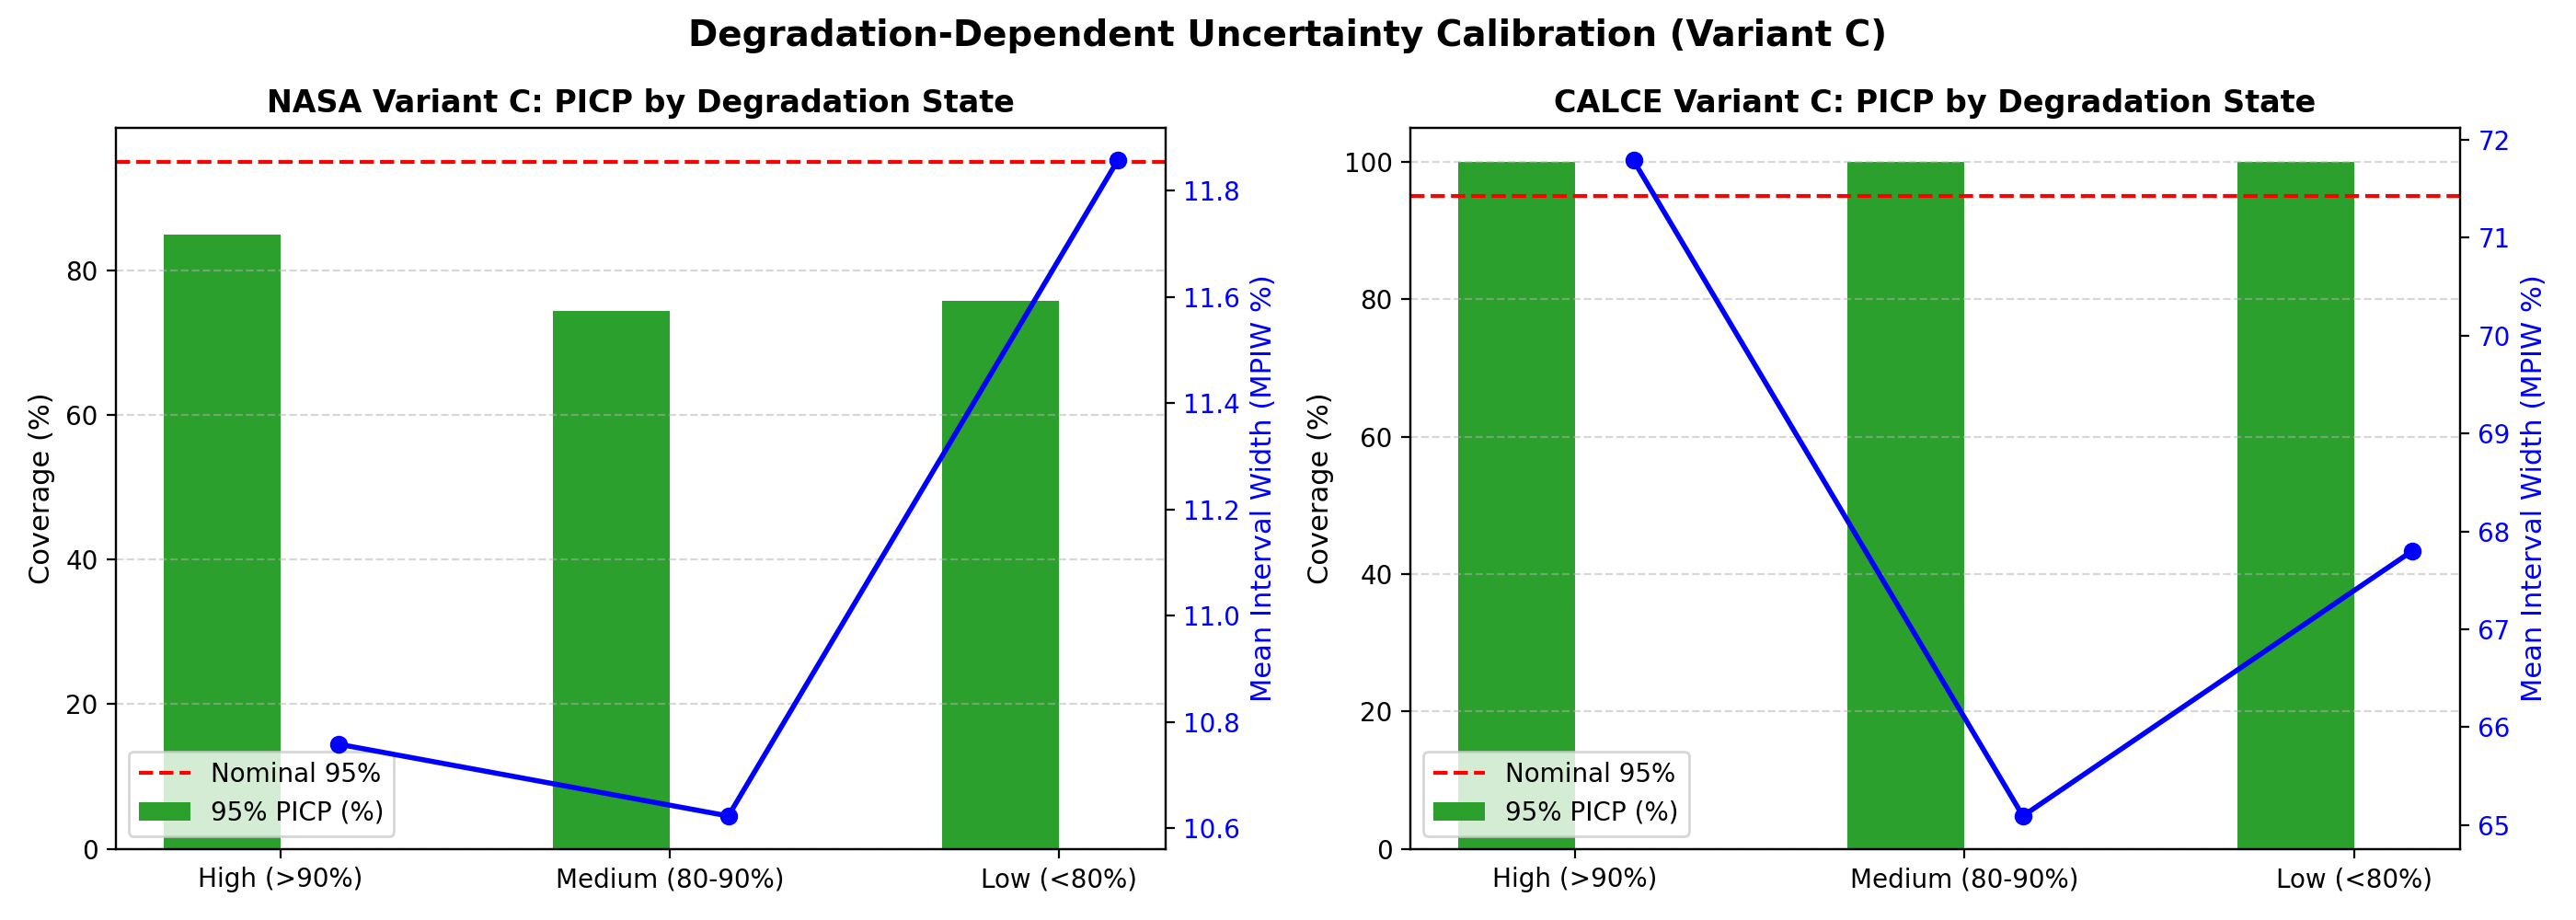 Degradation-Dependent Uncertainty Calibration (Variant C)
NASA Variant C: PICP by Degradation State
Coverage (%)
80
60
40
20
0
High (>90%)
Medium (80-90%)
Low (<80%)
11.8
11.6
11.4
11.2
11.0
10.8
10.6
Mean Interval Width (MPIW %)
Nominal 95%
95% PICP (%)
CALCE Variant C: PICP by Degradation State
Coverage (%)
100
80
60
40
20
0
High (>90%)
Medium (80-90%)
Low (<80%)
72
71
70
69
68
67
66
65
Mean Interval Width (MPIW %)
Nominal 95%
95% PICP (%)